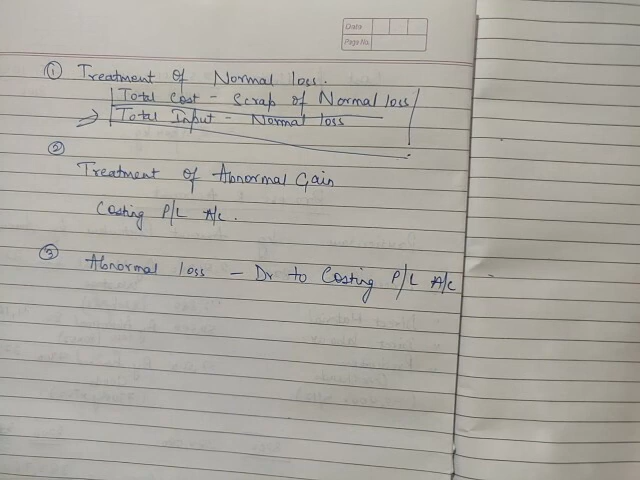 Date
Page No.
① Treatment of Normal loss.
Total Cost - Scrap of Normal loss
Total Input - Normal loss
②
Treatment of Abnormal Gain
Costing P/L A/c.
③ Abnormal loss - Dr to Costing P/L A/c